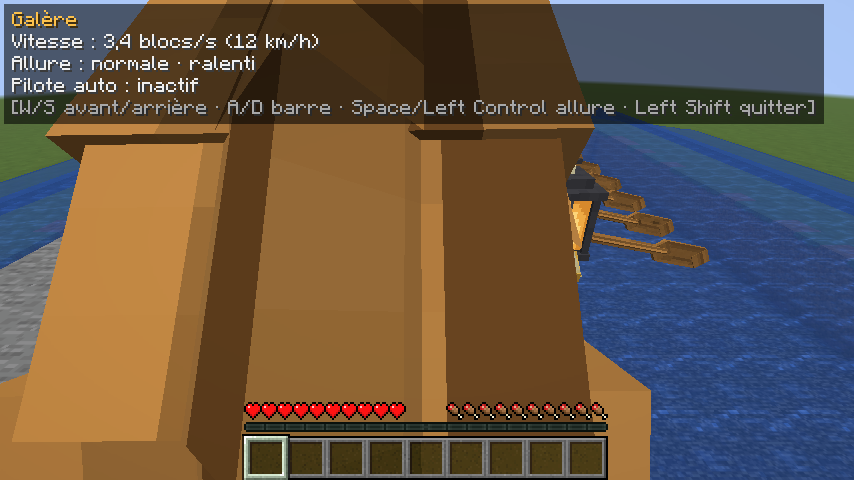 Galère
Vitesse : 3,4 blocs/s (12 km/h)
Allure : normale · ralenti
Pilote auto : inactif
[W/S avant/arrière · A/D barre · Space/Left Control allure · Left Shift quitter]